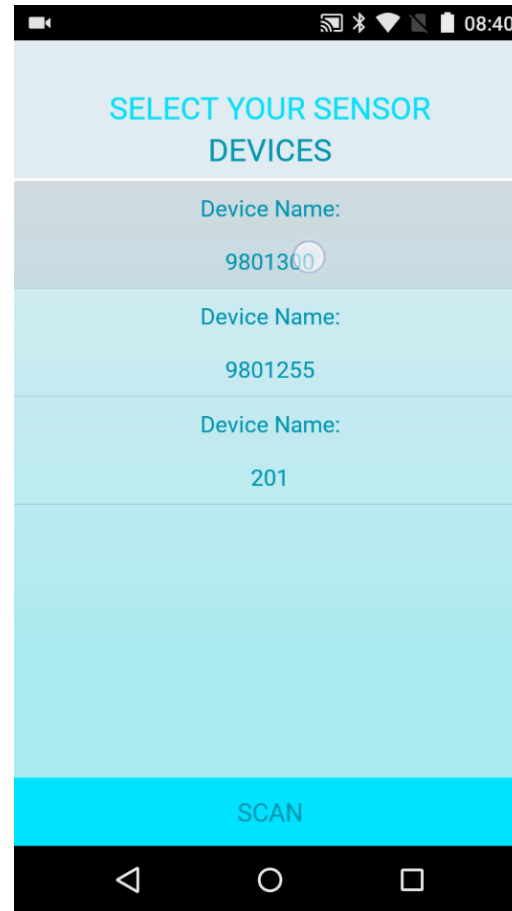 08:40
SELECT YOUR SENSOR
DEVICES
Device Name:
9801300
Device Name:
9801255
Device Name:
201
SCAN